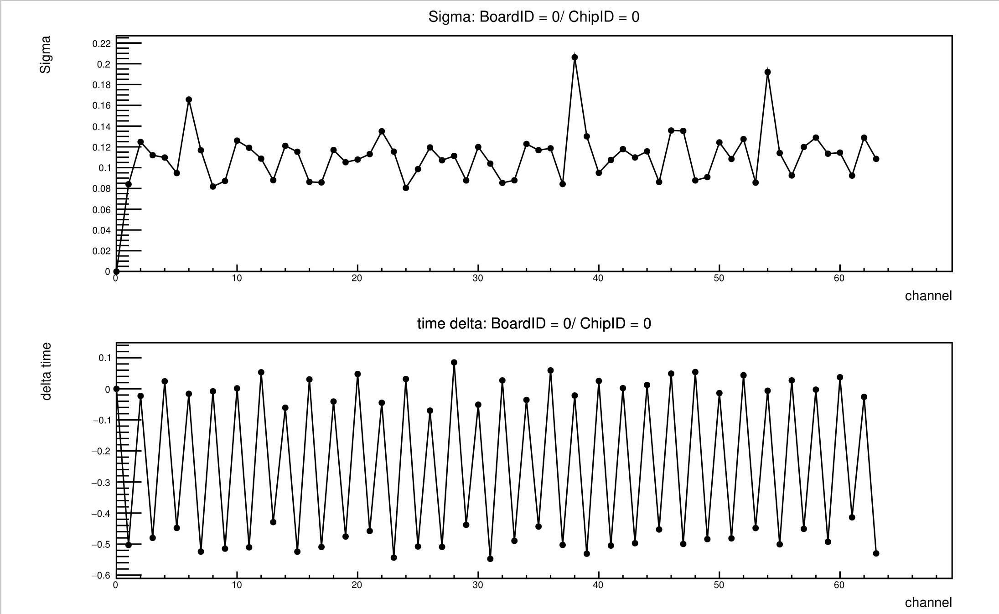 Sigma: BoardID = 0/ ChipID = 0
Sigma
0.22
0.2
0.18
0.16
0.14
0.12
0.1
0.08
0.06
0.04
0.02
0
0 10 20 30 40 50 60
channel
time delta: BoardID = 0/ ChipID = 0
delta time
0.1
0
−0.1
−0.2
−0.3
−0.4
−0.5
−0.6
0 10 20 30 40 50 60
channel